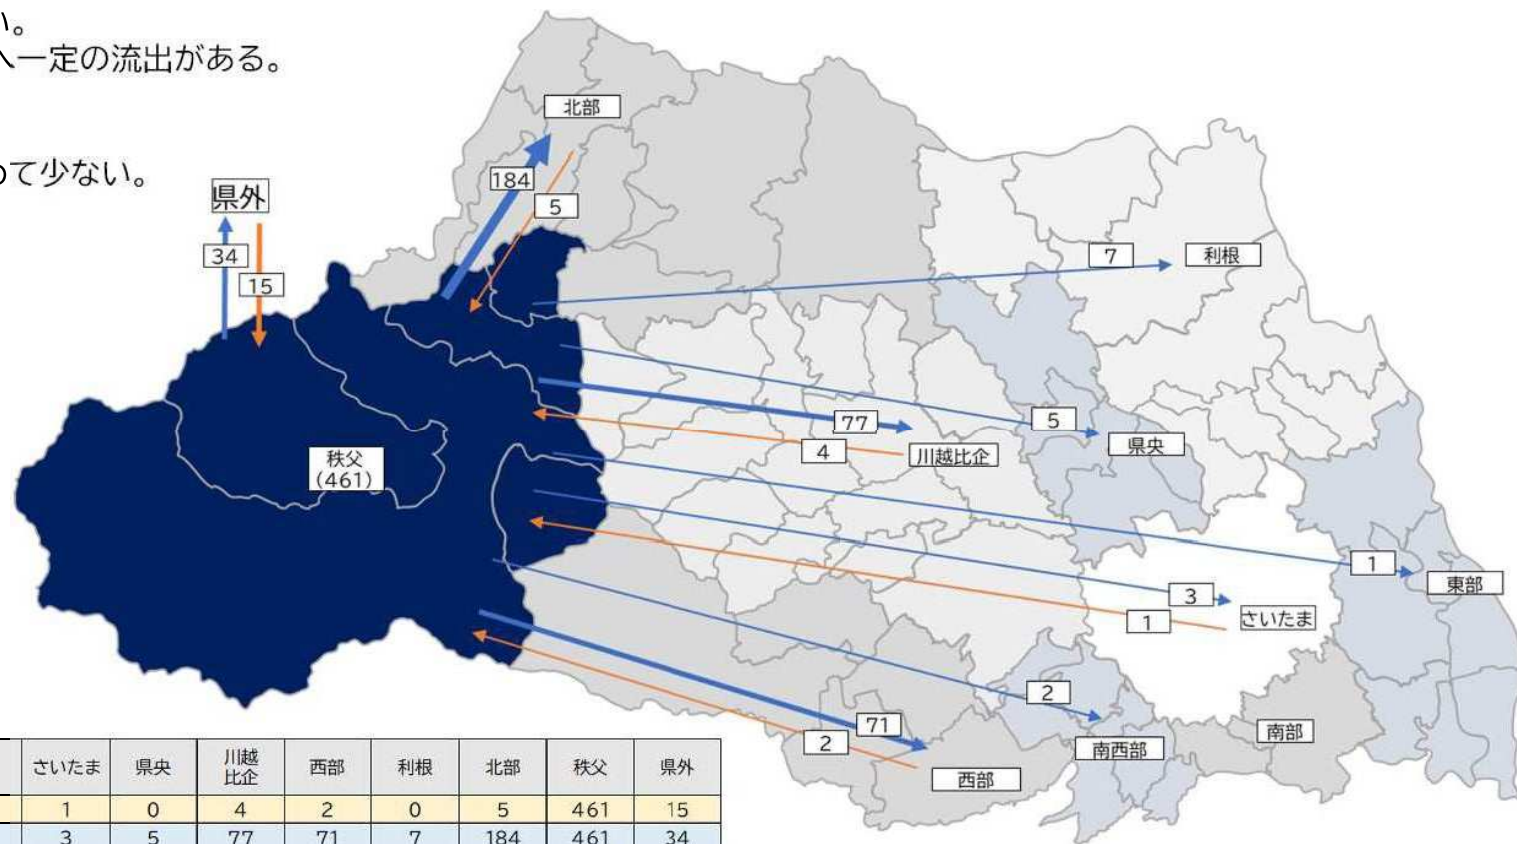 い。
へ一定の流出がある。
めて少ない。
北部
184
5
県外
34
15
7
利根
秩父
(461)
77
4
川越比企
5
県央
1
東部
3
1
さいたま
2
南西部
南部
71
2
西部
さいたま 県央 川越比企 西部 利根 北部 秩父 県外
1 0 4 2 0 5 461 15
3 5 77 71 7 184 461 34